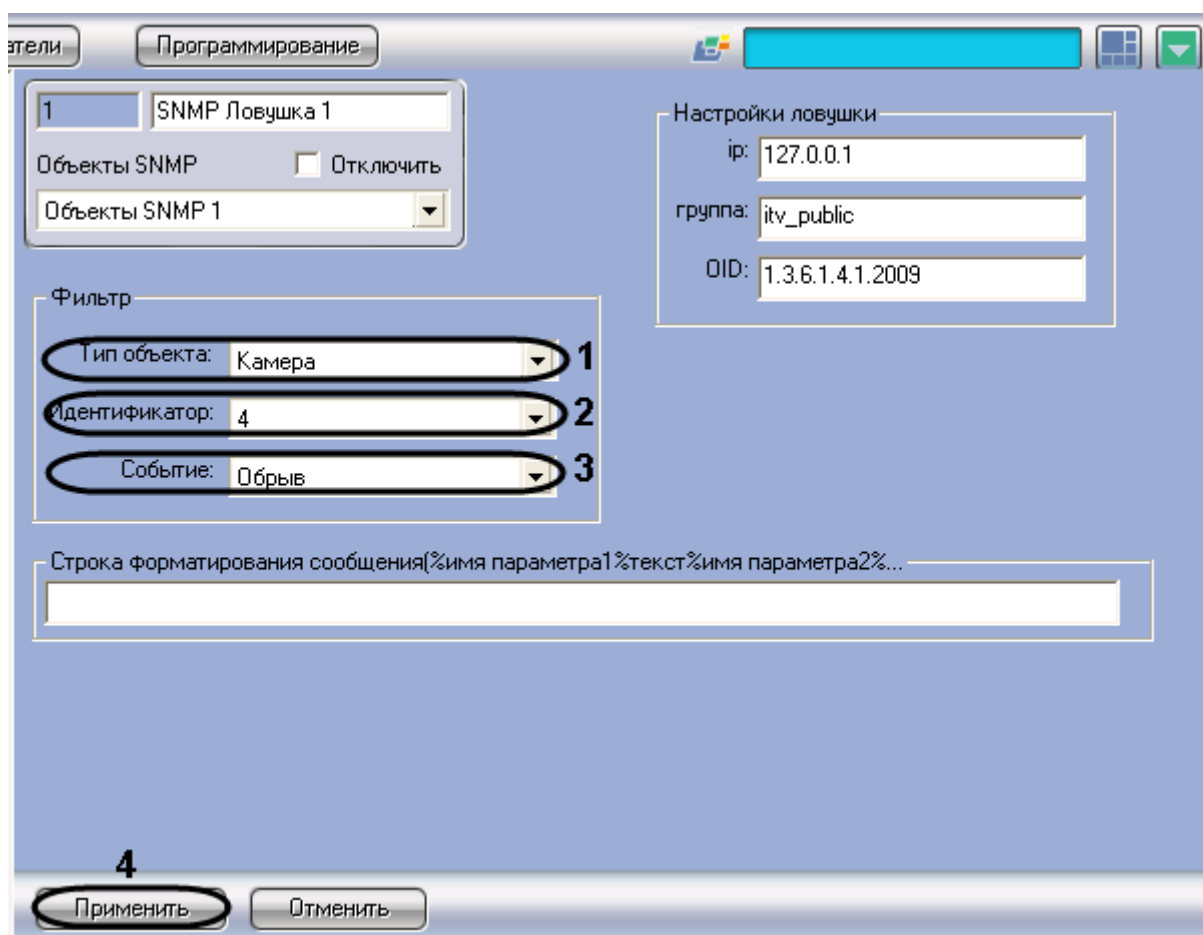 атели
Программирование
1
SNMP Ловушка 1
Объекты SNMP
Отключить
Объекты SNMP 1
Настройки ловушки
ip: 127.0.0.1
группа: itv_public
OID: 1.3.6.1.4.1.2009
Фильтр
Тип объекта: Камера 1
Идентификатор: 4 2
Событие: Обрыв 3
Строка форматирования сообщения(%имя параметра1%текст%имя параметра2%...
4
Применить
Отменить